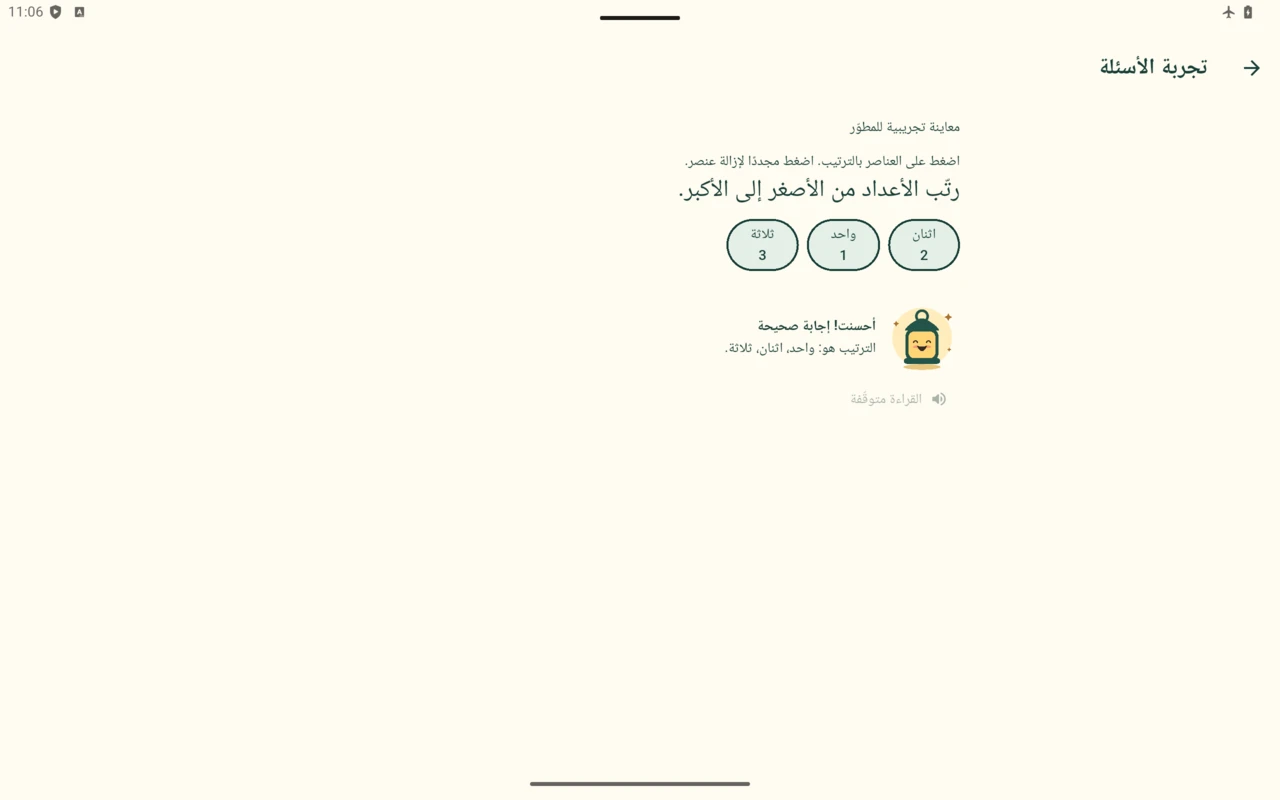 11:06
تجربة الأسئلة
معاينة تجريبية للمطوّر
اضغط على العناصر بالترتيب. اضغط مجددًا لإزالة عنصر.
رتّب الأعداد من الأصغر إلى الأكبر.
اثنان واحد ثلاثة
2 1 3
أحسنت! إجابة صحيحة
الترتيب هو: واحد، اثنان، ثلاثة.
القراءة متوقّفة